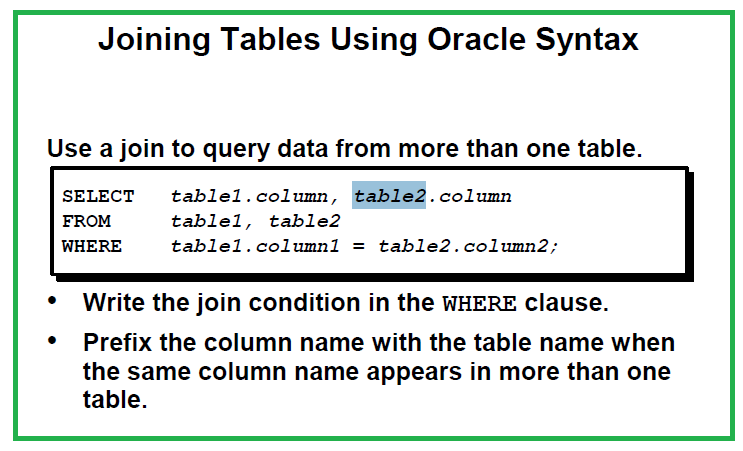 Joining Tables Using Oracle Syntax
Use a join to query data from more than one table.
SELECT table1.column, table2.column
FROM table1, table2
WHERE table1.column1 = table2.column2;
• Write the join condition in the WHERE clause.
• Prefix the column name with the table name when
the same column name appears in more than one
table.